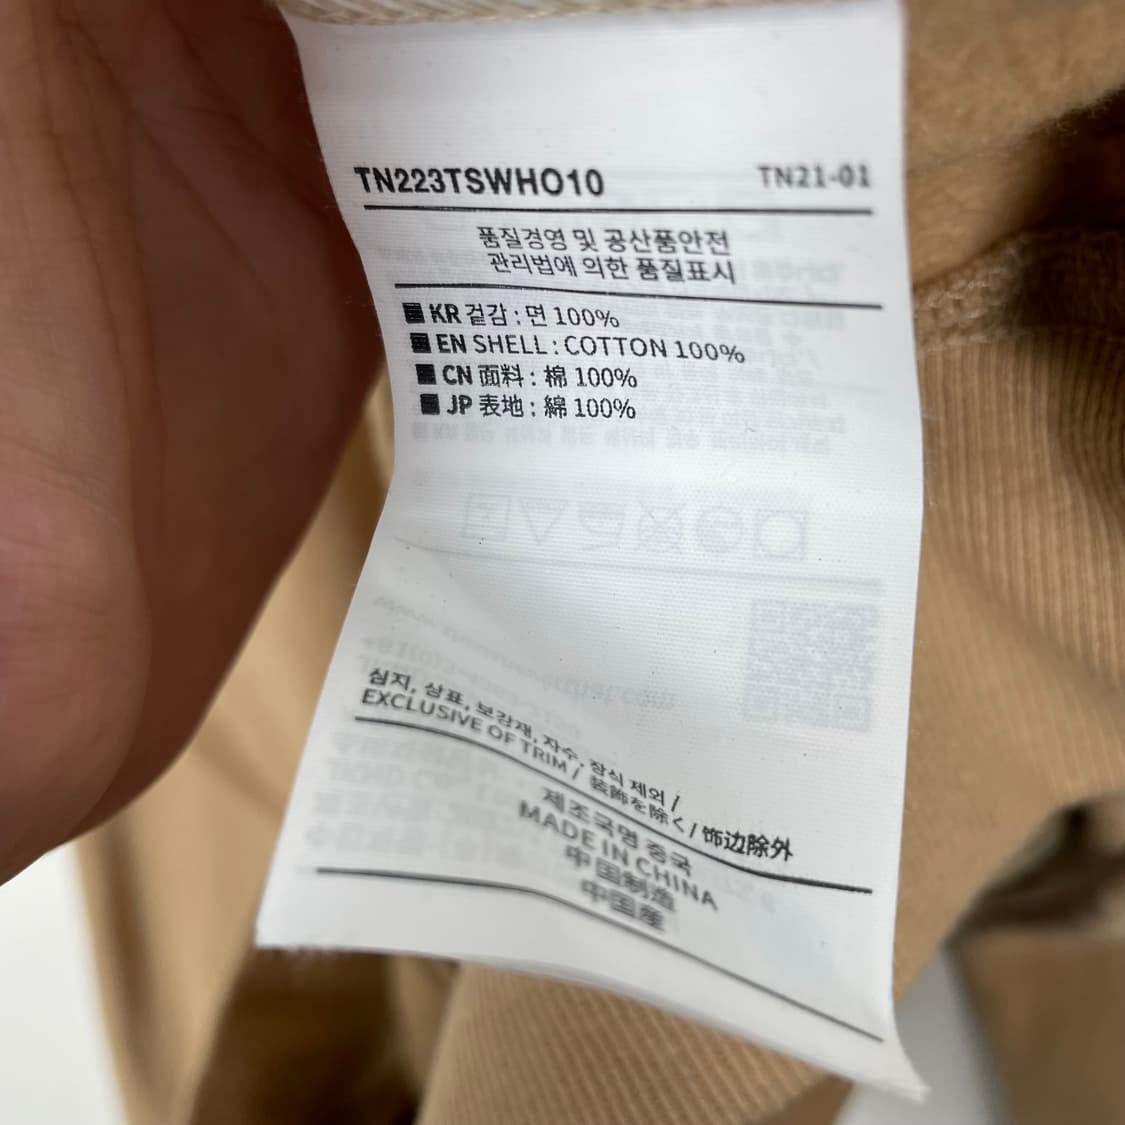 TN223TSWHO10
TN21-01
품질경영 및 공산품안전
관리법에 의한 품질표시
KR 겉감 : 면 100%
EN SHELL : COTTON 100%
CN 面料 : 棉 100%
JP 表地 : 綿 100%
심지, 상표, 보강재, 자수, 장식 제외 /
EXCLUSIVE OF TRIM / 装飾を除く / 饰边除外
제조국명 중국
MADE IN CHINA
中国制造
中国産